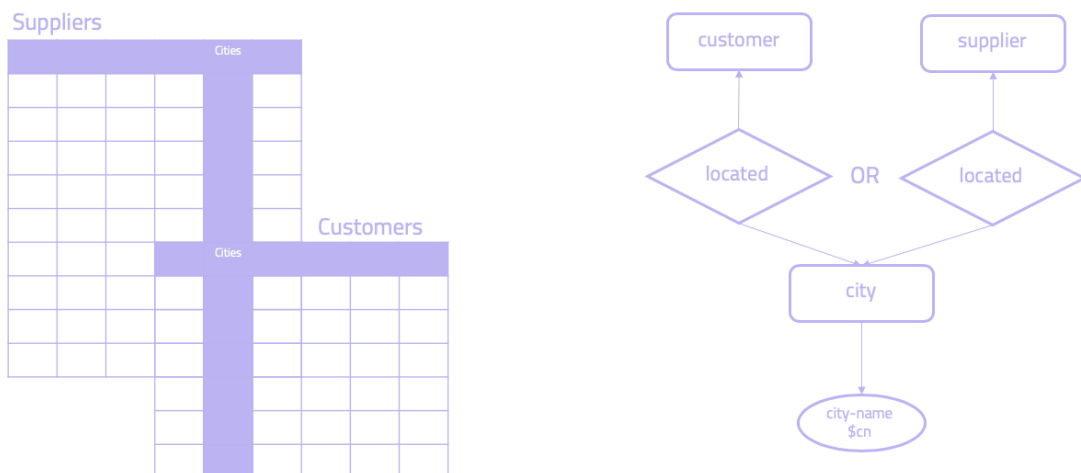 Suppliers
Cities
Customers
Cities
customer
supplier
located
OR
located
city
city-name
$cn